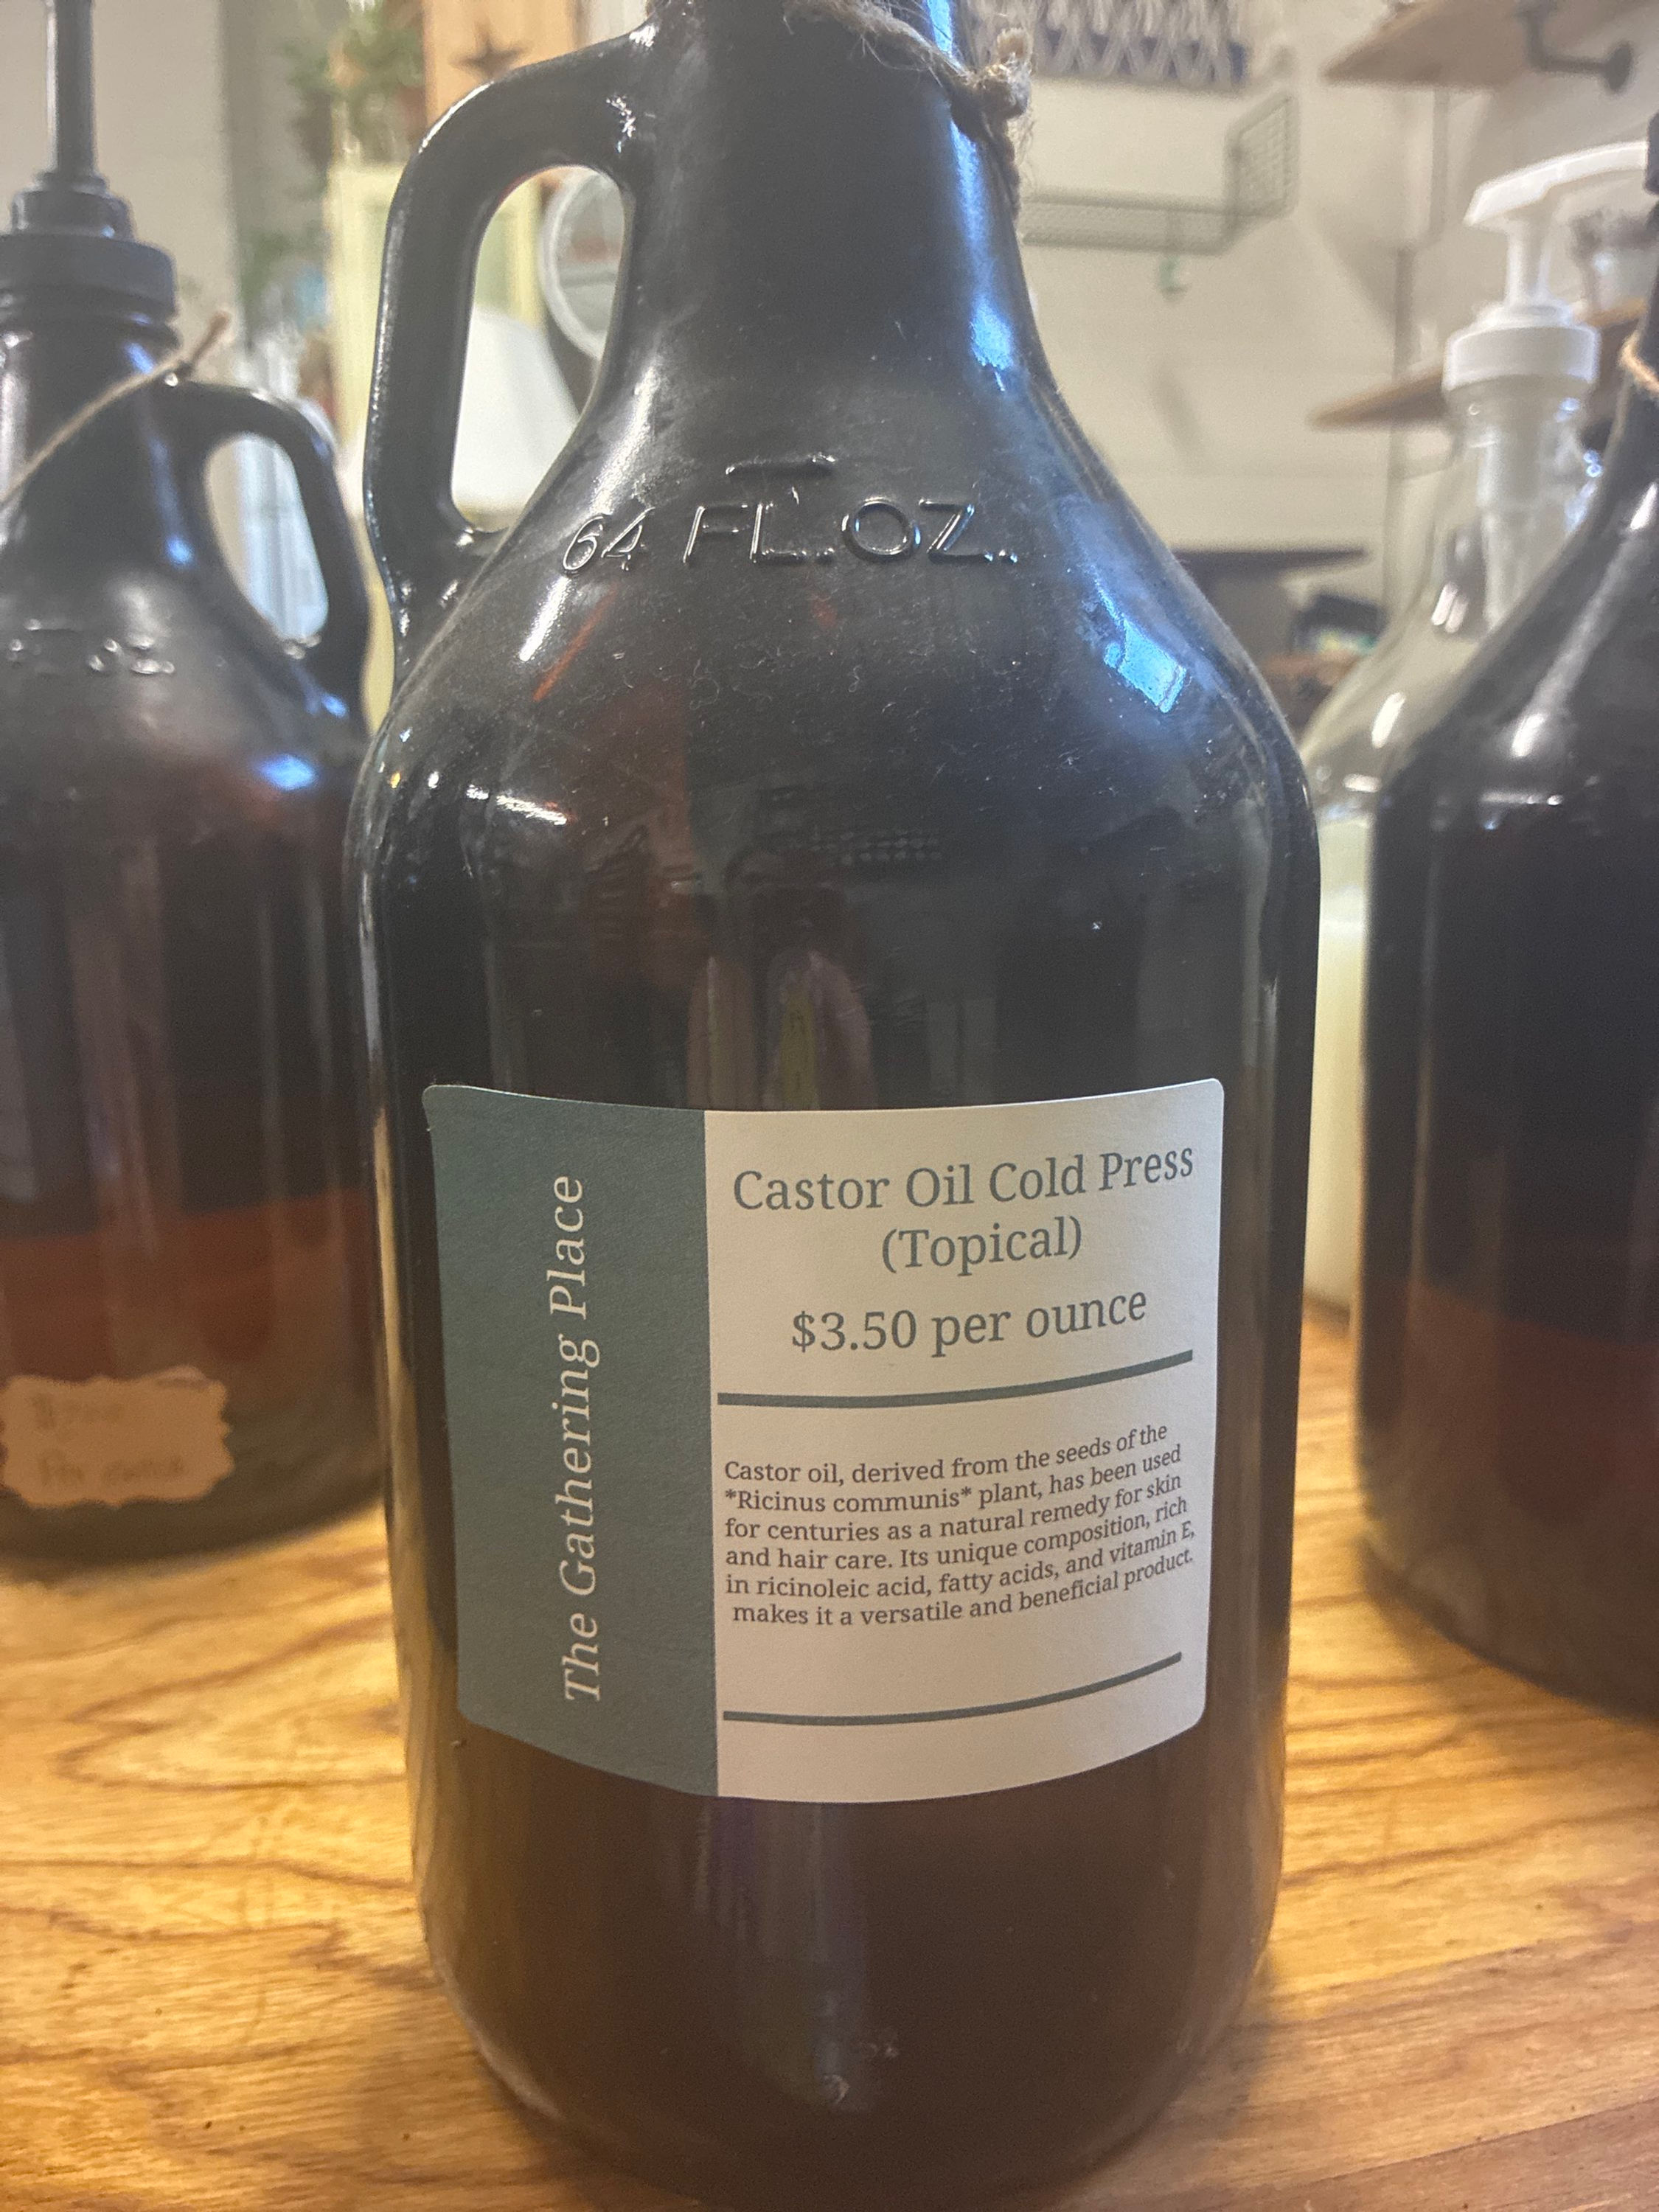 64 FL. OZ.
The Gathering Place
Castor Oil Cold Press
(Topical)
$3.50 per ounce
Castor oil, derived from the seeds of the
*Ricinus communis* plant, has been used
for centuries as a natural remedy for skin
and hair care. Its unique composition, rich
in ricinoleic acid, fatty acids, and vitamin E,
makes it a versatile and beneficial product.